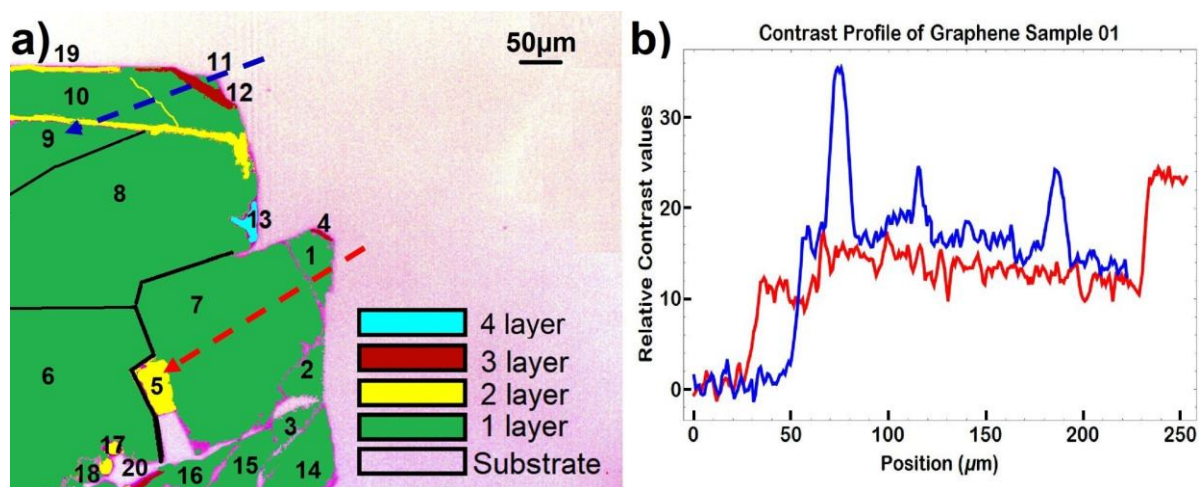 a)
50μm
19
11
12
10
9
8
13
4
1
7
2
6
5
3
17
18
20
16
15
14
4 layer
3 layer
2 layer
1 layer
Substrate
b)
Contrast Profile of Graphene Sample 01
Relative Contrast values
30
20
10
0
0
50
100
150
200
250
Position (μm)